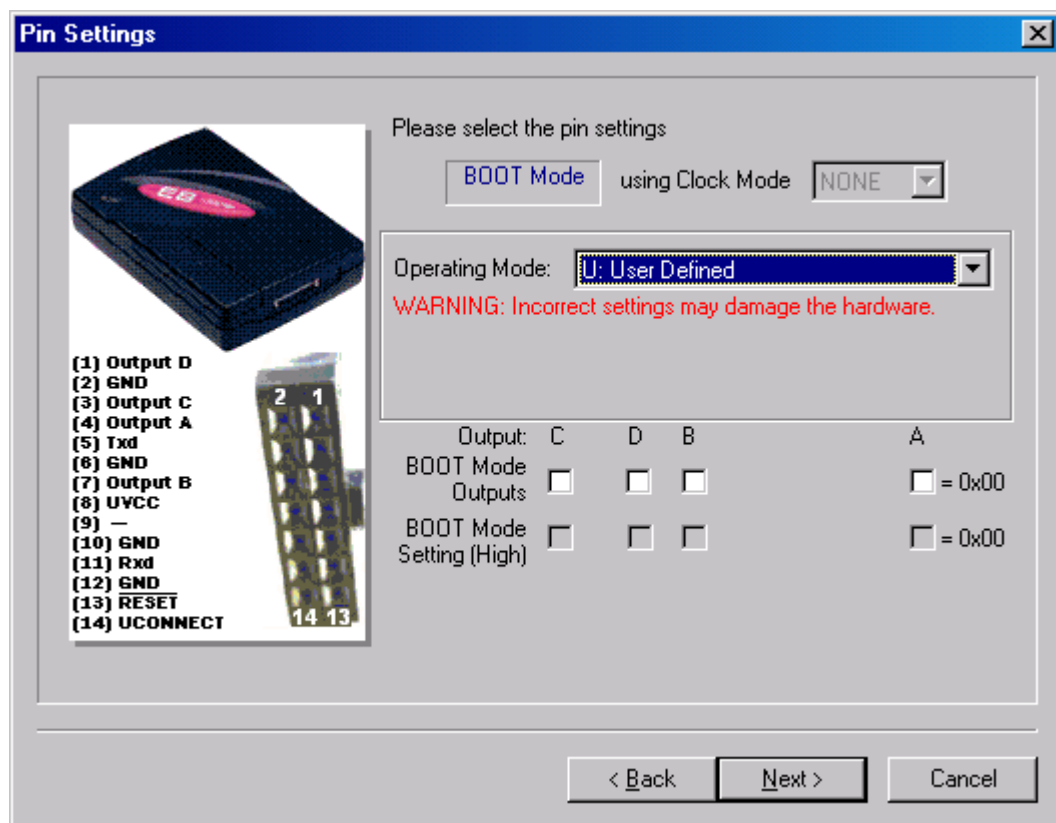 Pin Settings
Please select the pin settings
BOOT Mode using Clock Mode NONE
Operating Mode: U: User Defined
WARNING: Incorrect settings may damage the hardware.
E8
(1) Output D
(2) GND
(3) Output C
(4) Output A
(5) Txd
(6) GND
(7) Output B
(8) UVCC
(9) —
(10) GND
(11) Rxd
(12) GND
(13) RESET
(14) UCONNECT
2 1
14 13
Output: C D B A
BOOT Mode
Outputs = 0x00
BOOT Mode
Setting (High) = 0x00
< Back Next > Cancel